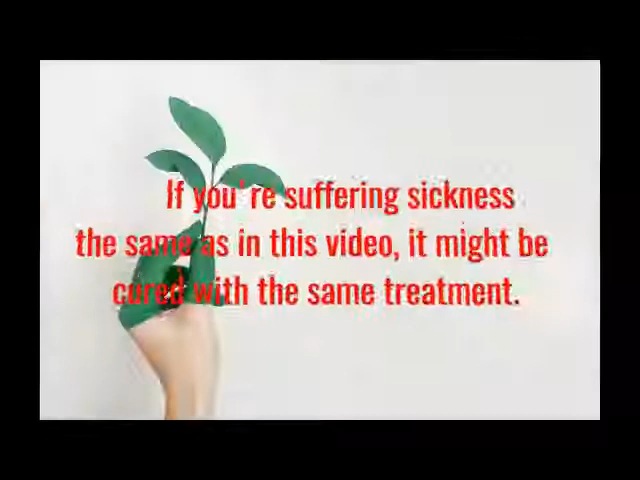 If you're suffering sickness
the same as in this video, it might be
cured with the same treatment.